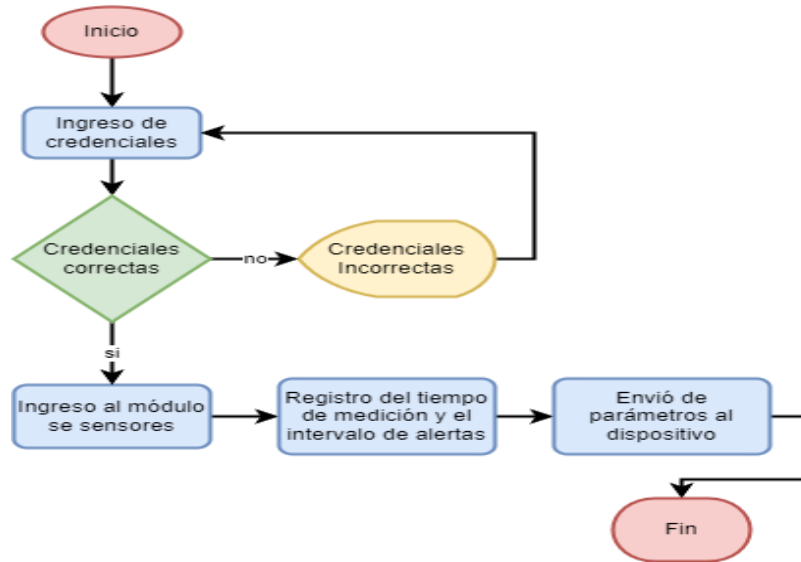 Inicio
Ingreso de
credenciales
Credenciales
correctas
no
Credenciales
Incorrectas
si
Ingreso al módulo
se sensores
Registro del tiempo
de medición y el
intervalo de alertas
Envió de
parámetros al
dispositivo
Fin